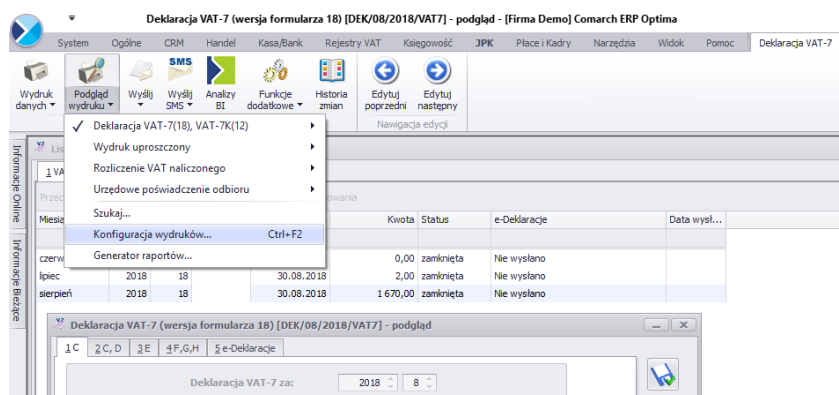 Deklaracja VAT-7 (wersja formularza 18) [DEK/08/2018/VAT7] - podgląd - [Firma Demo] Comarch ERP Optima
System Ogólne CRM Handel Kasa/Bank Rejestry VAT Księgowość JPK Płace i Kadry Narzędzia Widok Pomoc Deklaracja VAT-7
Wydruk danych
Podgląd wydruku
Wyślij
SMS
Wyślij SMS
Analizy BI
Funkcje dodatkowe
Historia zmian
Edytuj poprzedni
Edytuj następny
Nawigacja edycji
Deklaracja VAT-7(18), VAT-7K(12)
Wydruk uproszczony
Rozliczenie VAT naliczonego
Urzędowe poświadczenie odbioru
Szukaj...
Konfiguracja wydruków... Ctrl+F2
Generator raportów...
Informacje Online
Informacje Bieżące
Lis
1 VA
Przec
owania
Miesią Kwota Status e-Deklaracje Data wysł...
czerw 0,00 zamknięta Nie wysłano
lipiec 2018 18 30.08.2018 2,00 zamknięta Nie wysłano
sierpień 2018 18 30.08.2018 1 670,00 zamknięta Nie wysłano
Deklaracja VAT-7 (wersja formularza 18) [DEK/08/2018/VAT7] - podgląd
1 C 2 C, D 3 E 4 F,G,H 5 e-Deklaracje
Deklaracja VAT-7 za: 2018 8